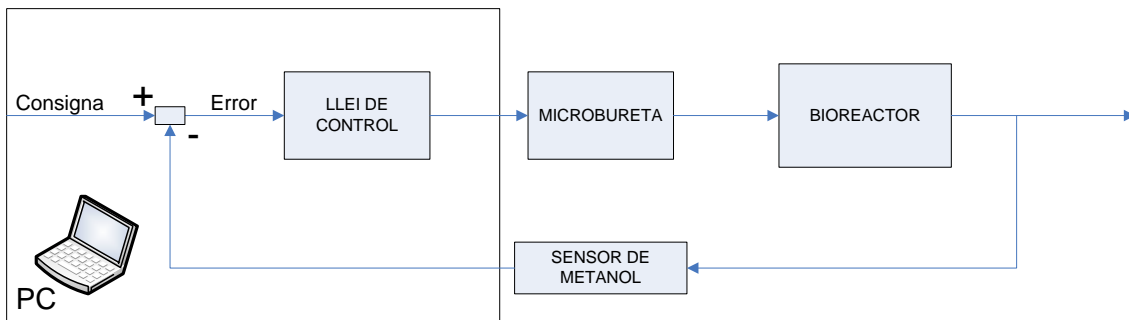 Consigna
+
-
Error
LLEI DE
CONTROL
MICROBURETA
BIOREACTOR
SENSOR DE
METANOL
PC